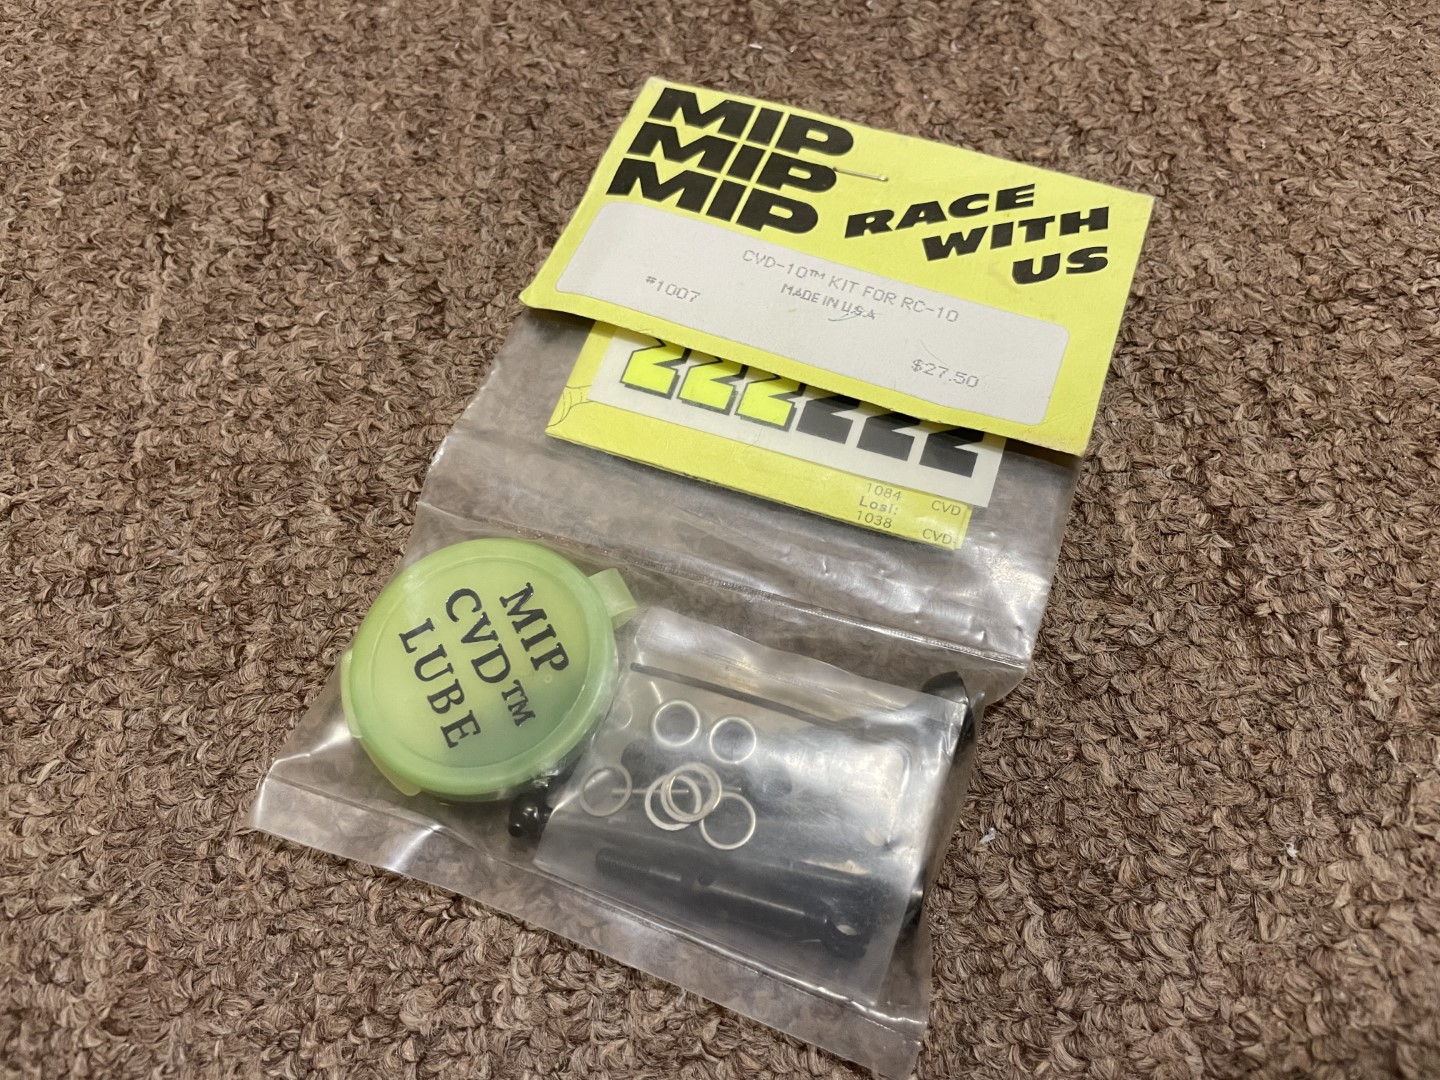 MIP
MIP
MIP
RACE
WITH
US
CVD-10™ KIT FOR RC-10
#1007
MADE IN U.S.A
$27.50
1084 CVD
Losi:
1038 CVD
MIP
CVD™
LUBE